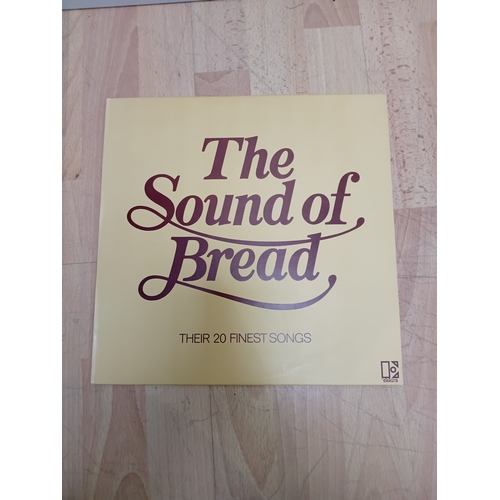 The
Sound of
Bread
THEIR 20 FINEST SONGS